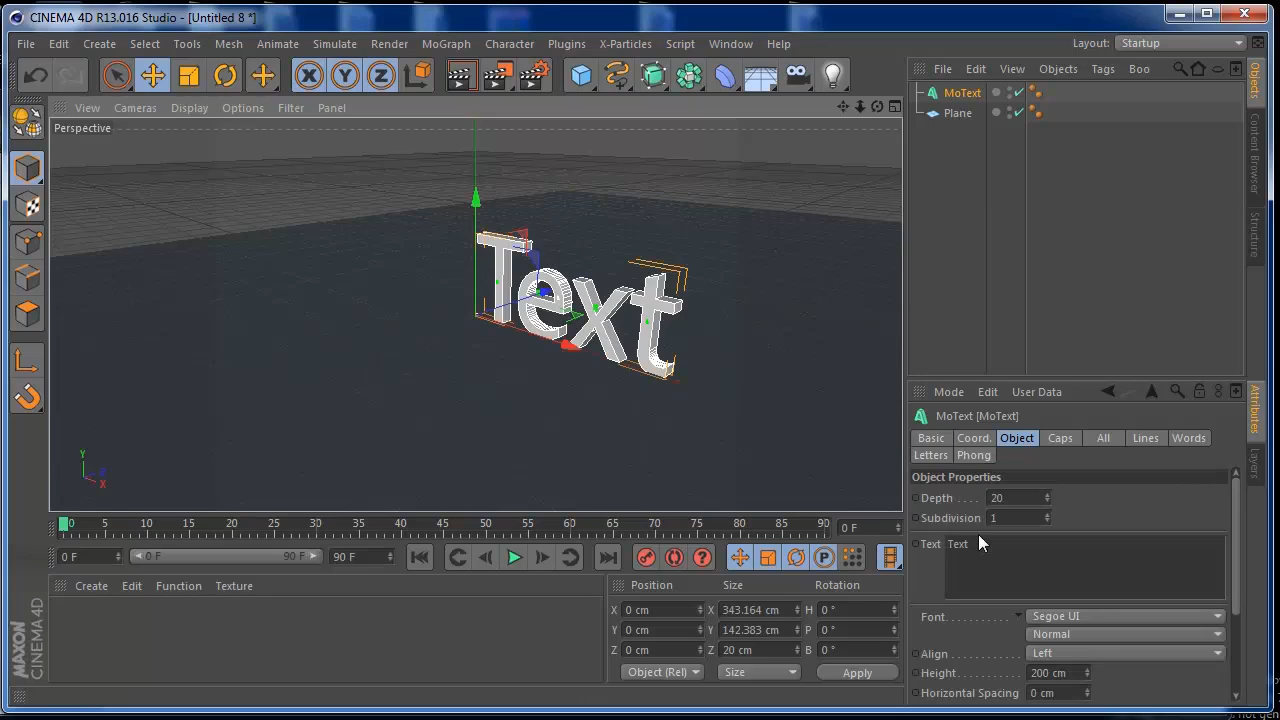 CINEMA 4D R13.016 Studio - [Untitled 8 *]
File Edit Create Select Tools Mesh Animate Simulate Render MoGraph Character Plugins X-Particles Script Window Help Layout: Startup
X Y Z
File Edit View Objects Tags Boo
MoText
Plane
Objects
Content Browser
Structure
View Cameras Display Options Filter Panel
Perspective
Text
Y
X
Mode Edit User Data
MoText [MoText]
Basic Coord. Object Caps All Lines Words
Letters Phong
Attributes
Layers
Object Properties
Depth . . . . 20
Subdivision 1
Text Text
Font. . . . . . . . . . . Segoe UI
Normal
Align . . . . . . . . . . . Left
Height. . . . . . . . . . 200 cm
Horizontal Spacing 0 cm
0 5 10 15 20 25 30 35 40 45 50 55 60 65 70 75 80 85 90 0 F
0 F 0 F 90 F 90 F
P
Create Edit Function Texture
Position Size Rotation
X 0 cm X 343.164 cm H 0 °
Y 0 cm Y 142.383 cm P 0 °
Z 0 cm Z 20 cm B 0 °
Object (Rel) Size Apply
MAXON
CINEMA 4D